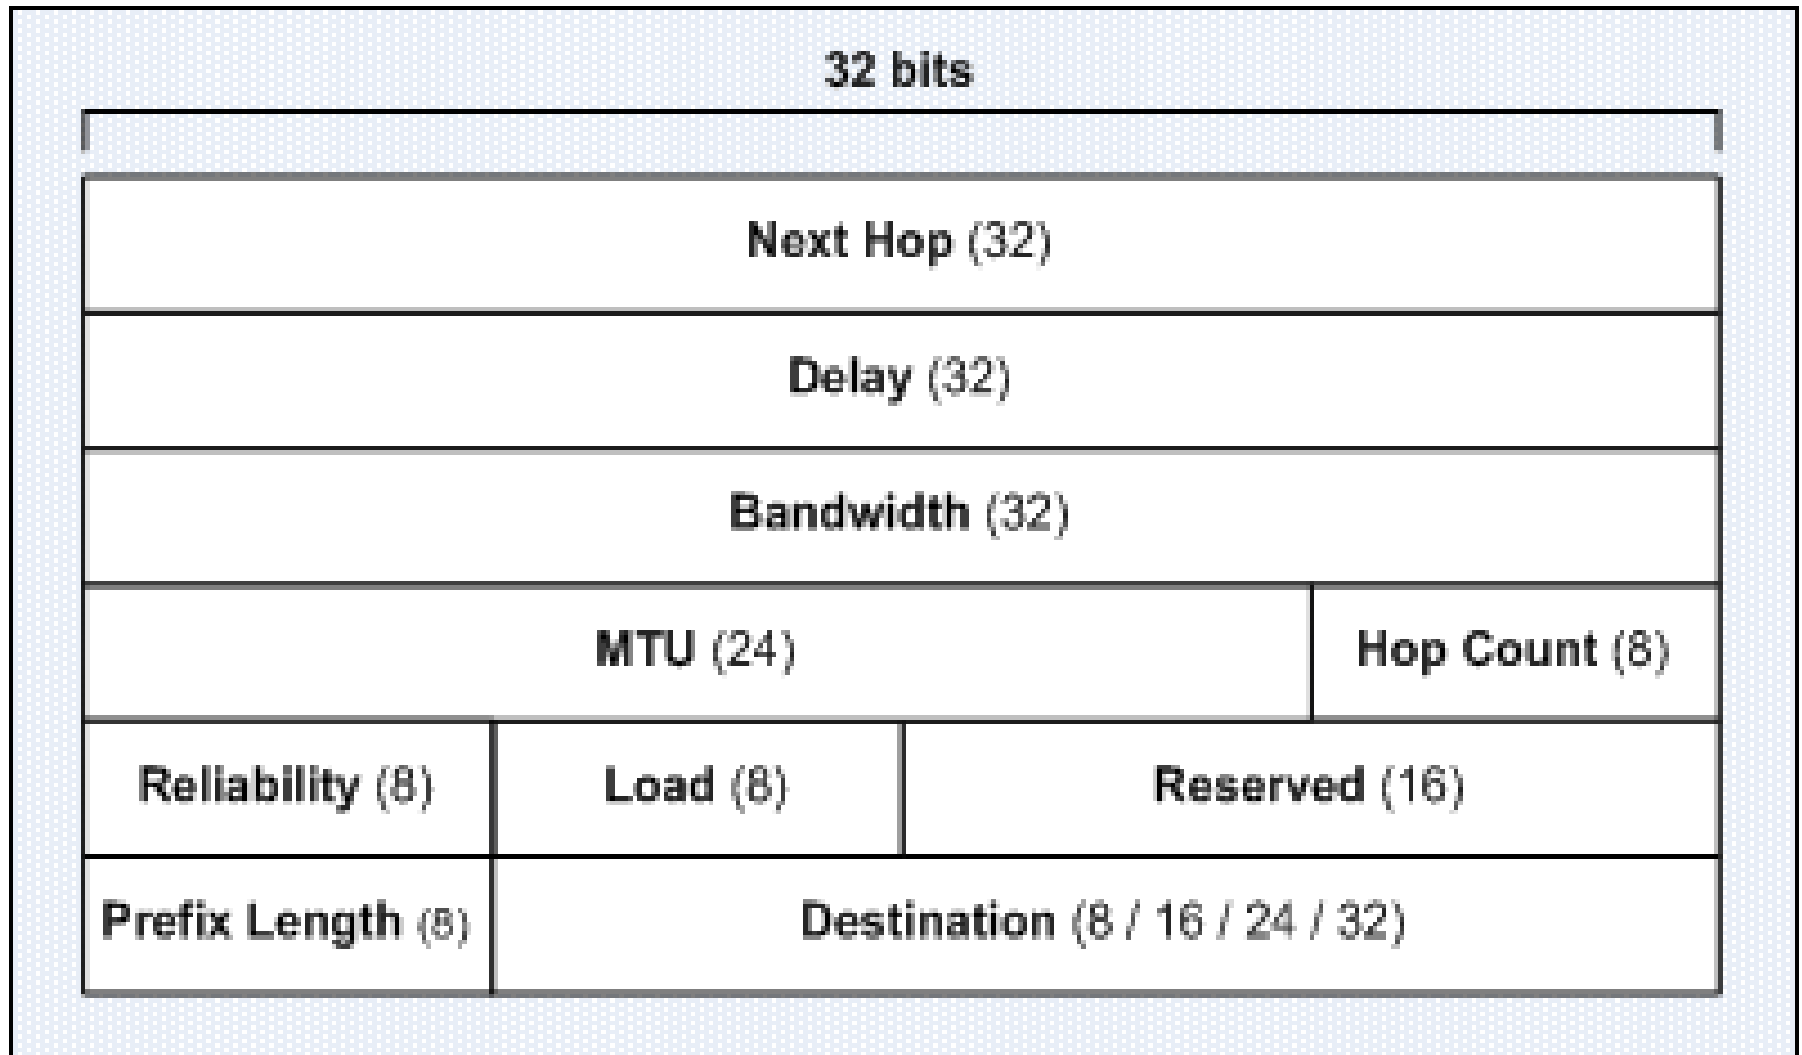 32 bits
Next Hop (32)
Delay (32)
Bandwidth (32)
MTU (24) Hop Count (8)
Reliability (8) Load (8) Reserved (16)
Prefix Length (8) Destination (8 / 16 / 24 / 32)